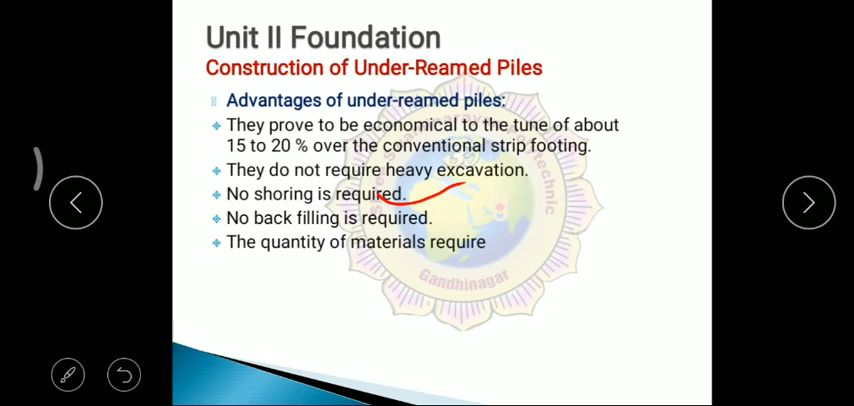 Unit II Foundation
Construction of Under-Reamed Piles
Advantages of under-reamed piles:
They prove to be economical to the tune of about
15 to 20 % over the conventional strip footing.
They do not require heavy excavation.
No shoring is required.
No back filling is required.
The quantity of materials require
Gandhinagar